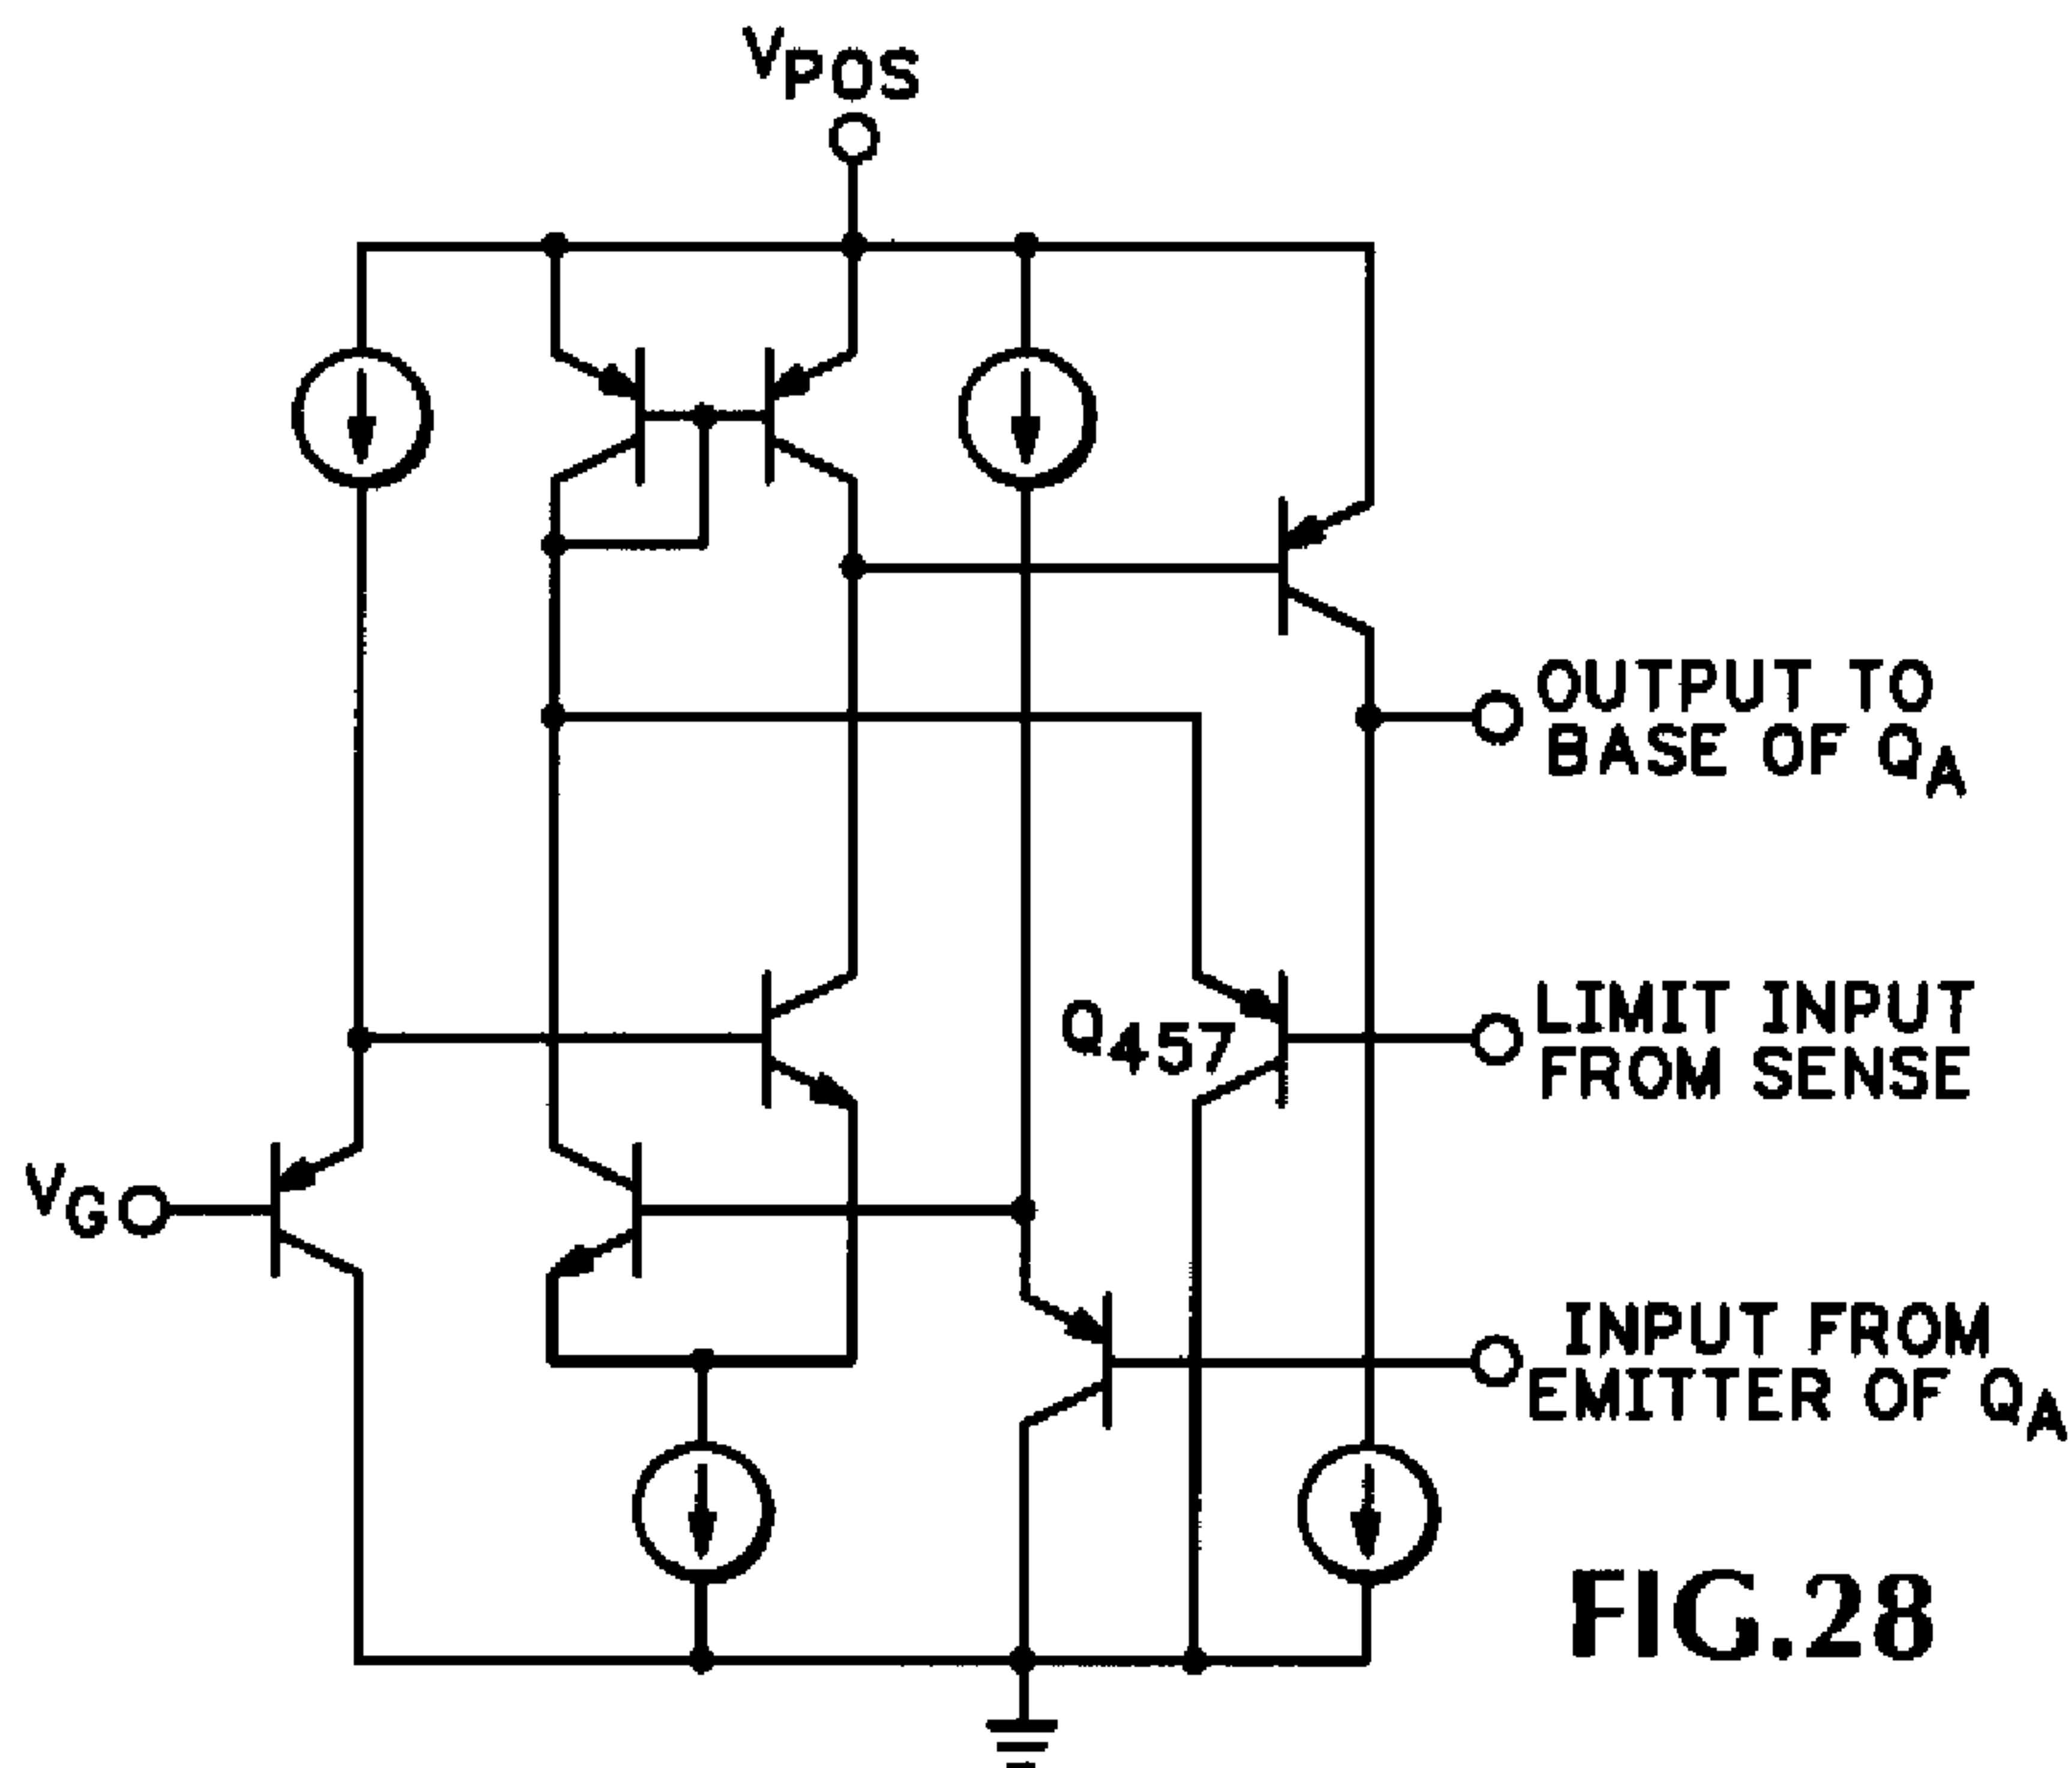 VPOS
OUTPUT TO
BASE OF QA
Q457
LIMIT INPUT
FROM SENSE
VG
INPUT FROM
EMITTER OF QA
FIG.28